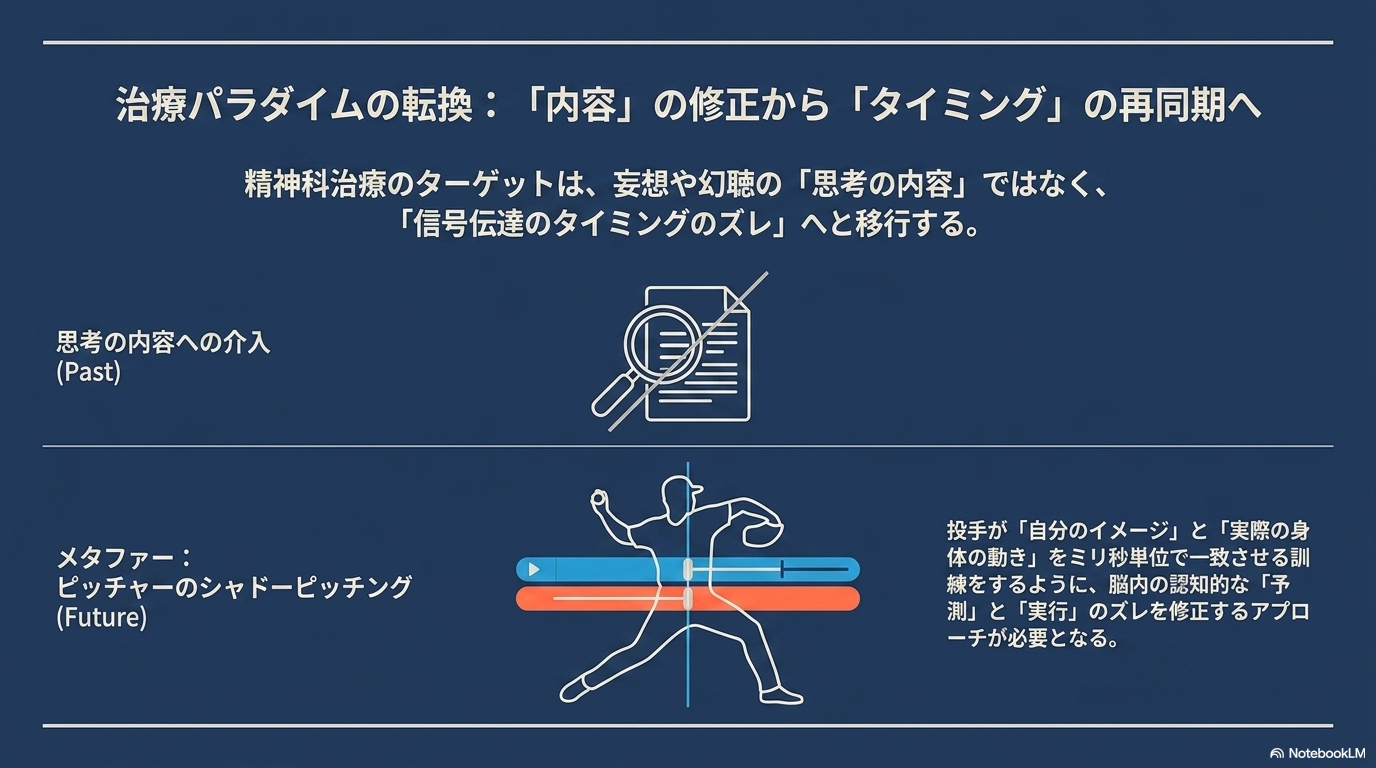 治療パラダイムの転換：「内容」の修正から「タイミング」の再同期へ
精神科治療のターゲットは、妄想や幻聴の「思考の内容」ではなく、
「信号伝達のタイミングのズレ」へと移行する。
思考の内容への介入
(Past)
メタファー：
ピッチャーのシャドーピッチング
(Future)
投手が「自分のイメージ」と「実際の身
体の動き」をミリ秒単位で一致させる訓
練をするように、脳内の認知的な「予
測」と「実行」のズレを修正するアプロ
ーチが必要となる。
NotebookLM